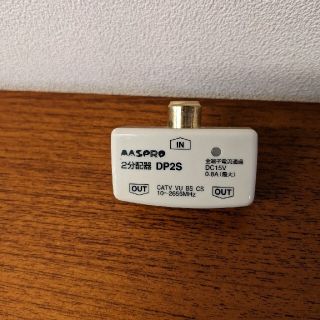 IN
MASPRO
2分配器 DP2S
全端子電流通過
DC15V
0.8A(最大)
OUT
CATV VU BS CS
10~2655MHz
OUT